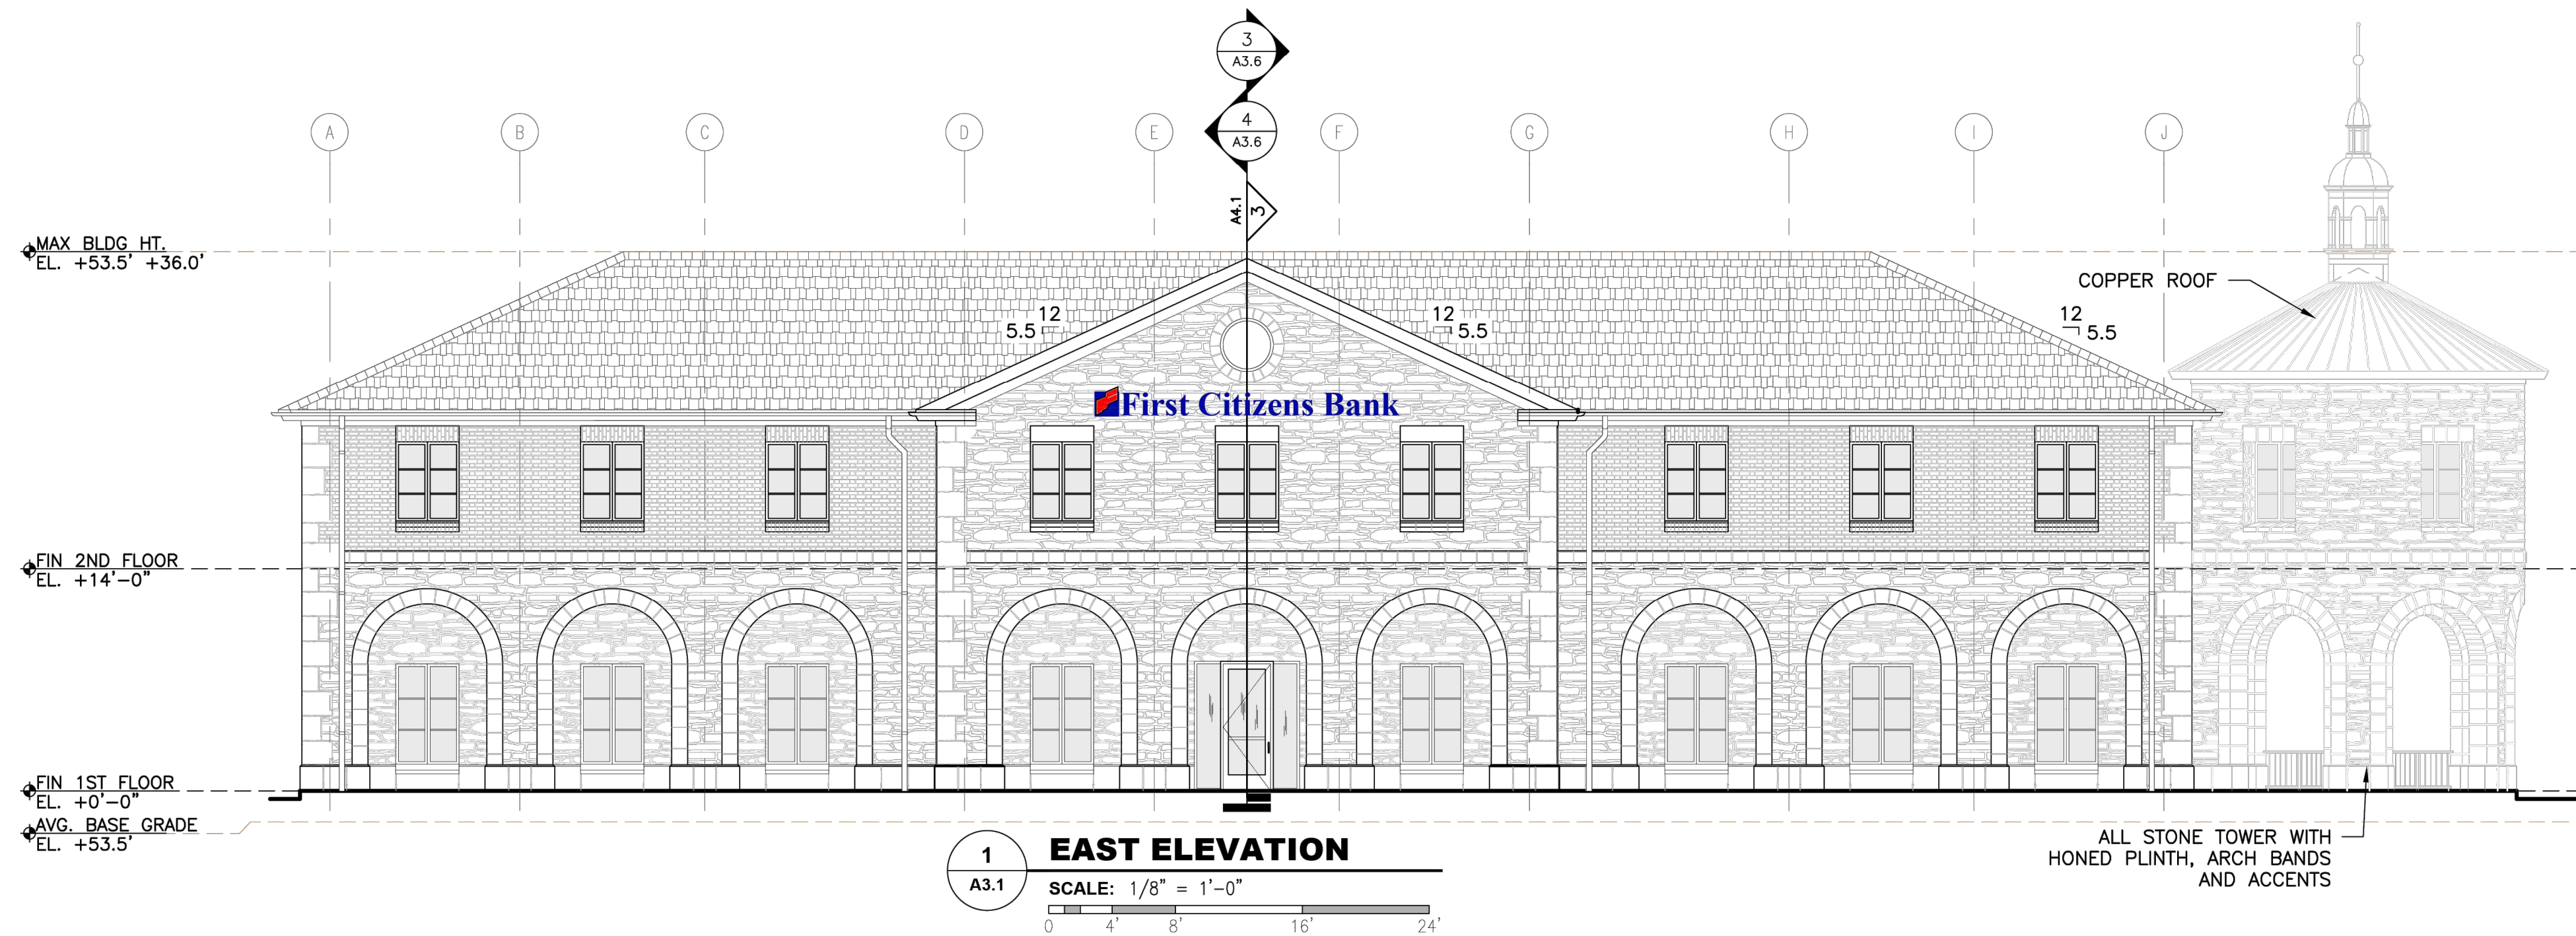 3
A3.6
4
A3.6
A B C D E F G H I J
A4.1
3
MAX BLDG HT.
EL. +53.5' +36.0'
COPPER ROOF
12
5.5
12
5.5
12
5.5
First Citizens Bank
FIN 2ND FLOOR
EL. +14'-0"
FIN 1ST FLOOR
EL. +0'-0"
AVG. BASE GRADE
EL. +53.5'
1
A3.1
EAST ELEVATION
SCALE: 1/8" = 1'-0"
0 4' 8' 16' 24'
ALL STONE TOWER WITH
HONED PLINTH, ARCH BANDS
AND ACCENTS